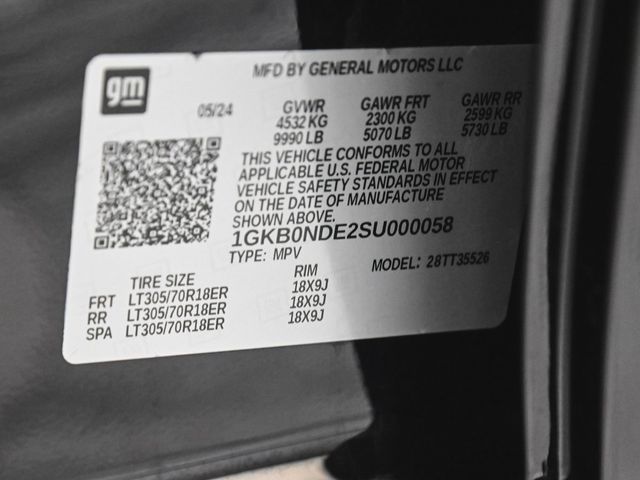 gm
MFD BY GENERAL MOTORS LLC
05/24 GVWR GAWR FRT GAWR RR
4532 KG 2300 KG 2599 KG
9990 LB 5070 LB 5730 LB
THIS VEHICLE CONFORMS TO ALL
APPLICABLE U.S. FEDERAL MOTOR
VEHICLE SAFETY STANDARDS IN EFFECT
ON THE DATE OF MANUFACTURE
SHOWN ABOVE.
1GKB0NDE2SU000058
TYPE: MPV MODEL: 28TT35526
TIRE SIZE RIM
FRT LT305/70R18ER 18X9J
RR LT305/70R18ER 18X9J
SPA LT305/70R18ER 18X9J